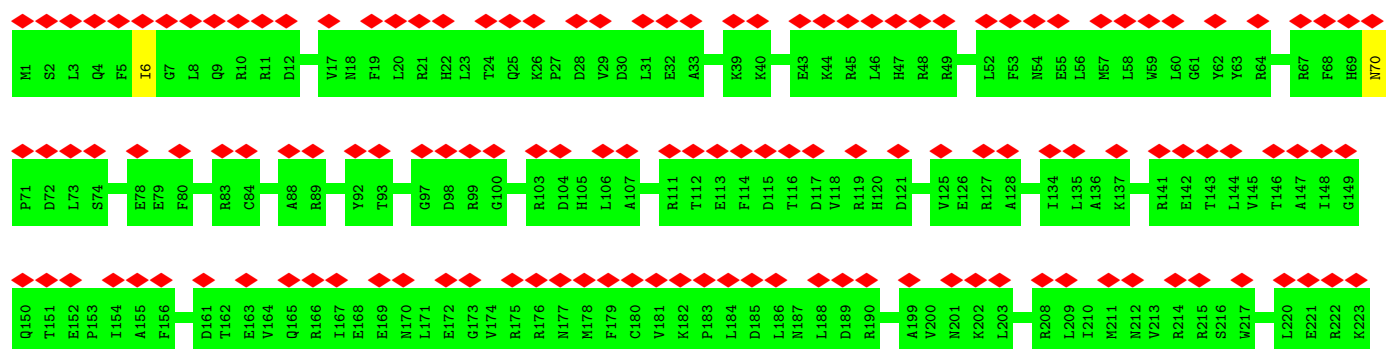 M1 S2 L3 Q4 F5 I6 G7 L8 Q9 R10 R11 D12 V17 N18 F19 L20 R21 H22 L23 T24 Q25 K26 P27 D28 V29 D30 L31 E32 A33 K39 K40 E43 K44 R45 L46 H47 R48 R49 L52 F53 N54 E55 L56 M57 L58 W59 L60 G61 Y62 Y63 R64 R67 F68 H69 N70
P71 D72 L73 S74 E78 E79 F80 R83 C84 A88 R89 Y92 T93 G97 D98 R99 G100 R103 D104 H105 L106 A107 R111 T112 E113 F114 D115 T116 D117 V118 R119 H120 D121 V125 E126 R127 A128 I134 L135 A136 K137 R141 E142 T143 L144 V145 T146 A147 I148 G149
Q150 T151 E152 P153 I154 A155 F156 D161 T162 E163 V164 Q165 R166 I167 E168 E169 N170 L171 E172 G173 V174 R175 R176 N177 M178 F179 C180 V181 K182 P183 L184 D185 L186 N187 L188 D189 R190 A199 V200 N201 K202 L203 R208 L209 I210 M211 N212 V213 R214 R215 S216 W217 L220 E221 R222 K223